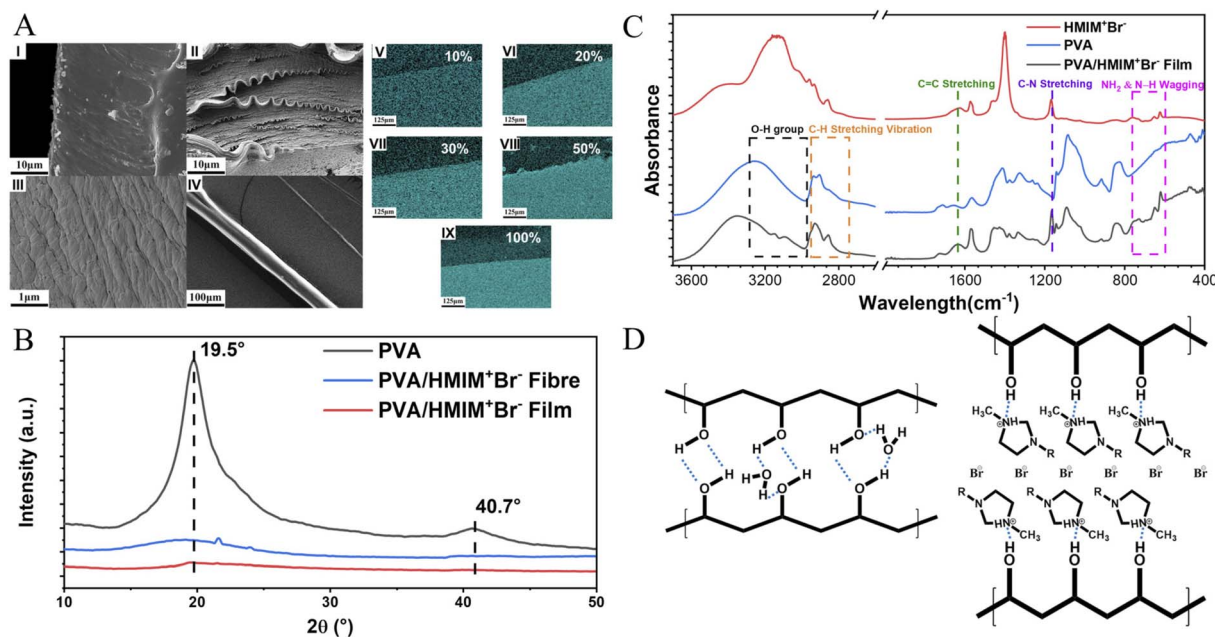 A
I
10μm
II
10μm
III
1μm
IV
100μm
V
10%
125μm
VI
20%
125μm
VII
30%
125μm
VIII
50%
125μm
IX
100%
125μm
B
Intensity (a.u.)
19.5°
40.7°
PVA
PVA/HMIM⁺Br⁻ Fibre
PVA/HMIM⁺Br⁻ Film
10 20 30 40 50
2θ (°)
C
Absorbance
HMIM⁺Br⁻
PVA
PVA/HMIM⁺Br⁻ Film
C=C Stretching
C-N Stretching
NH₂ & N-H Wagging
O-H group
C-H Stretching Vibration
3600 3200 2800 1600 1200 800 400
Wavelength(cm⁻¹)
D
O O O H
H H H O H
H H H H
O H O O O
H
O O O
H H H
H₃C H₃C H₃C
NH NH NH
⊕ ⊕ ⊕
N N N
R R R
Br Br Br Br Br Br
⊖ ⊖ ⊖ ⊖ ⊖ ⊖
R R R
N N N
HN HN HN
⊕ ⊕ ⊕
CH₃ CH₃ CH₃
H H H
O O O